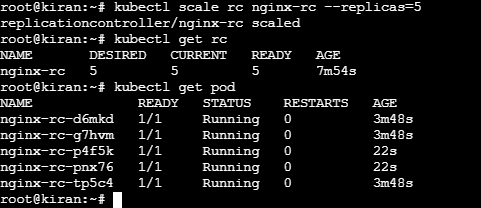 root@kiran:~# kubectl scale rc nginx-rc --replicas=5
replicationcontroller/nginx-rc scaled
root@kiran:~# kubectl get rc
NAME DESIRED CURRENT READY AGE
nginx-rc 5 5 5 7m54s
root@kiran:~# kubectl get pod
NAME READY STATUS RESTARTS AGE
nginx-rc-d6mkd 1/1 Running 0 3m48s
nginx-rc-g7hvm 1/1 Running 0 3m48s
nginx-rc-p4f5k 1/1 Running 0 22s
nginx-rc-pnx76 1/1 Running 0 22s
nginx-rc-tp5c4 1/1 Running 0 3m48s
root@kiran:~#